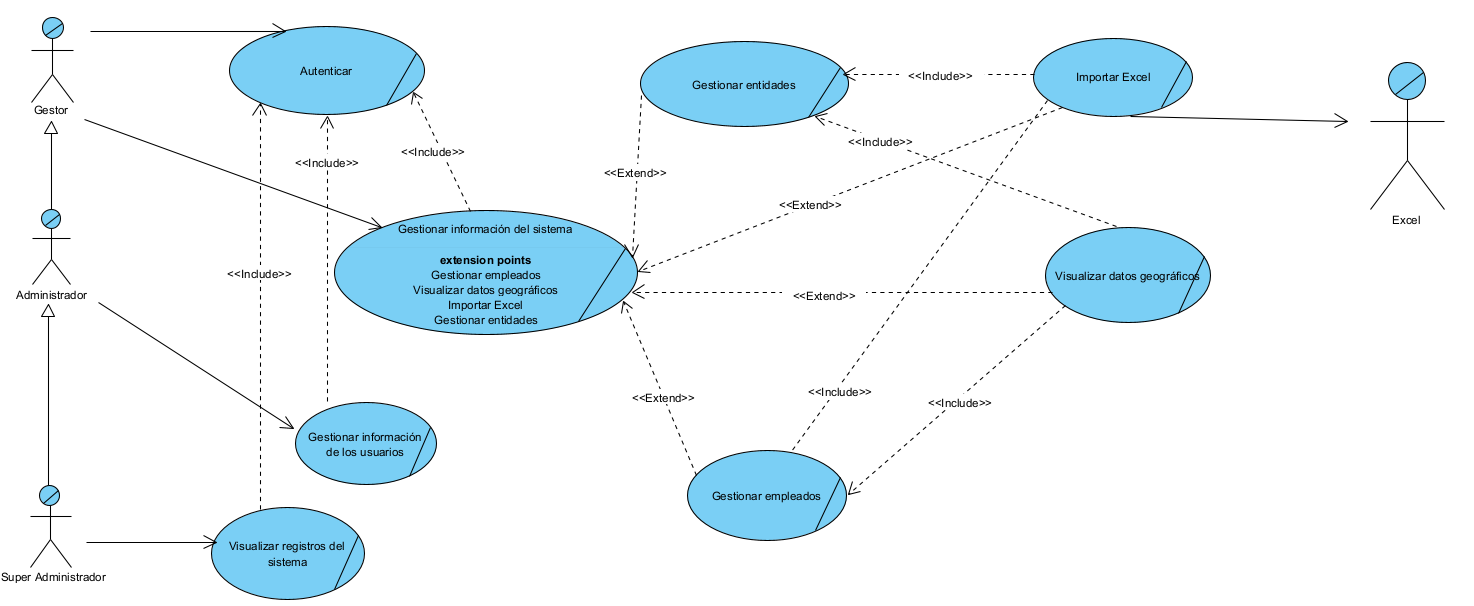 Gestor
Autenticar
Gestionar entidades
<<Include>>
Importar Excel
Excel
<<Include>>
<<Include>>
<<Include>>
<<Extend>>
<<Extend>>
Administrador
Gestionar información del sistema
extension points
Gestionar empleados
Visualizar datos geográficos
Importar Excel
Gestionar entidades
<<Include>>
Visualizar datos geográficos
<<Extend>>
<<Extend>>
<<Include>>
<<Include>>
Gestionar información
de los usuarios
Gestionar empleados
Super Administrador
Visualizar registros del
sistema